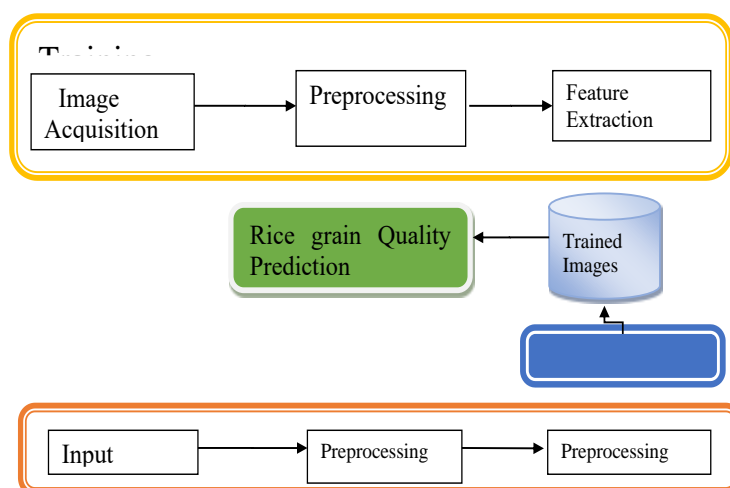 Image
Acquisition
Preprocessing
Feature
Extraction
Rice grain Quality
Prediction
Trained
Images
Input
Preprocessing
Preprocessing